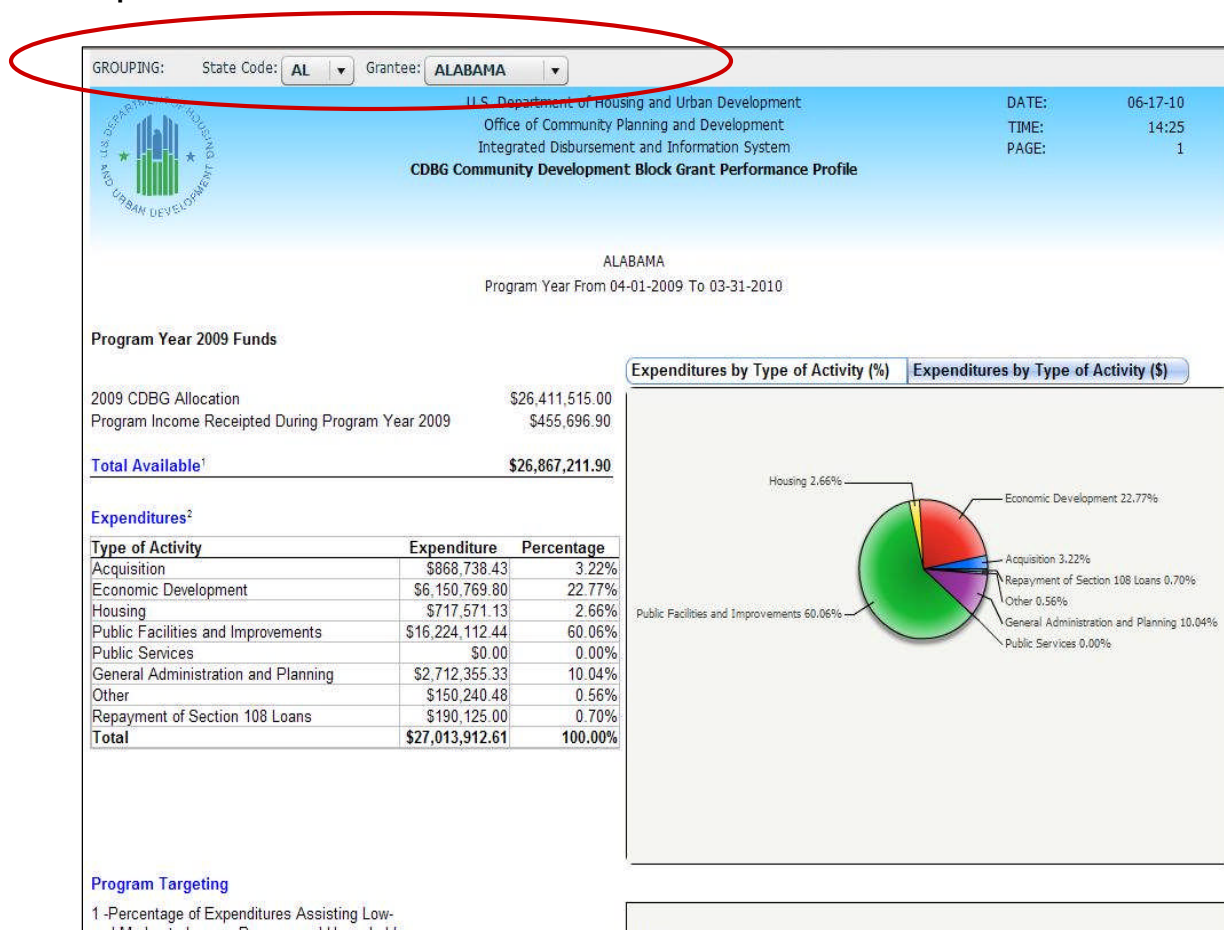 GROUPING: State Code: AL Grantee: ALABAMA
U.S. DEPARTMENT OF HOUSING AND URBAN DEVELOPMENT
U.S. Department of Housing and Urban Development
Office of Community Planning and Development
Integrated Disbursement and Information System
CDBG Community Development Block Grant Performance Profile
DATE: 06-17-10
TIME: 14:25
PAGE: 1
ALABAMA
Program Year From 04-01-2009 To 03-31-2010
Program Year 2009 Funds
2009 CDBG Allocation $26,411,515.00
Program Income Receipted During Program Year 2009 $455,696.90
Total Available1 $26,867,211.90
Expenditures2
Type of Activity Expenditure Percentage
Acquisition $868,738.43 3.22%
Economic Development $6,150,769.80 22.77%
Housing $717,571.13 2.66%
Public Facilities and Improvements $16,224,112.44 60.06%
Public Services $0.00 0.00%
General Administration and Planning $2,712,355.33 10.04%
Other $150,240.48 0.56%
Repayment of Section 108 Loans $190,125.00 0.70%
Total $27,013,912.61 100.00%
Expenditures by Type of Activity (%) Expenditures by Type of Activity ($)
Housing 2.66%
Economic Development 22.77%
Acquisition 3.22%
Repayment of Section 108 Loans 0.70%
Other 0.56%
Public Facilities and Improvements 60.06%
General Administration and Planning 10.04%
Public Services 0.00%
Program Targeting
1 -Percentage of Expenditures Assisting Low-